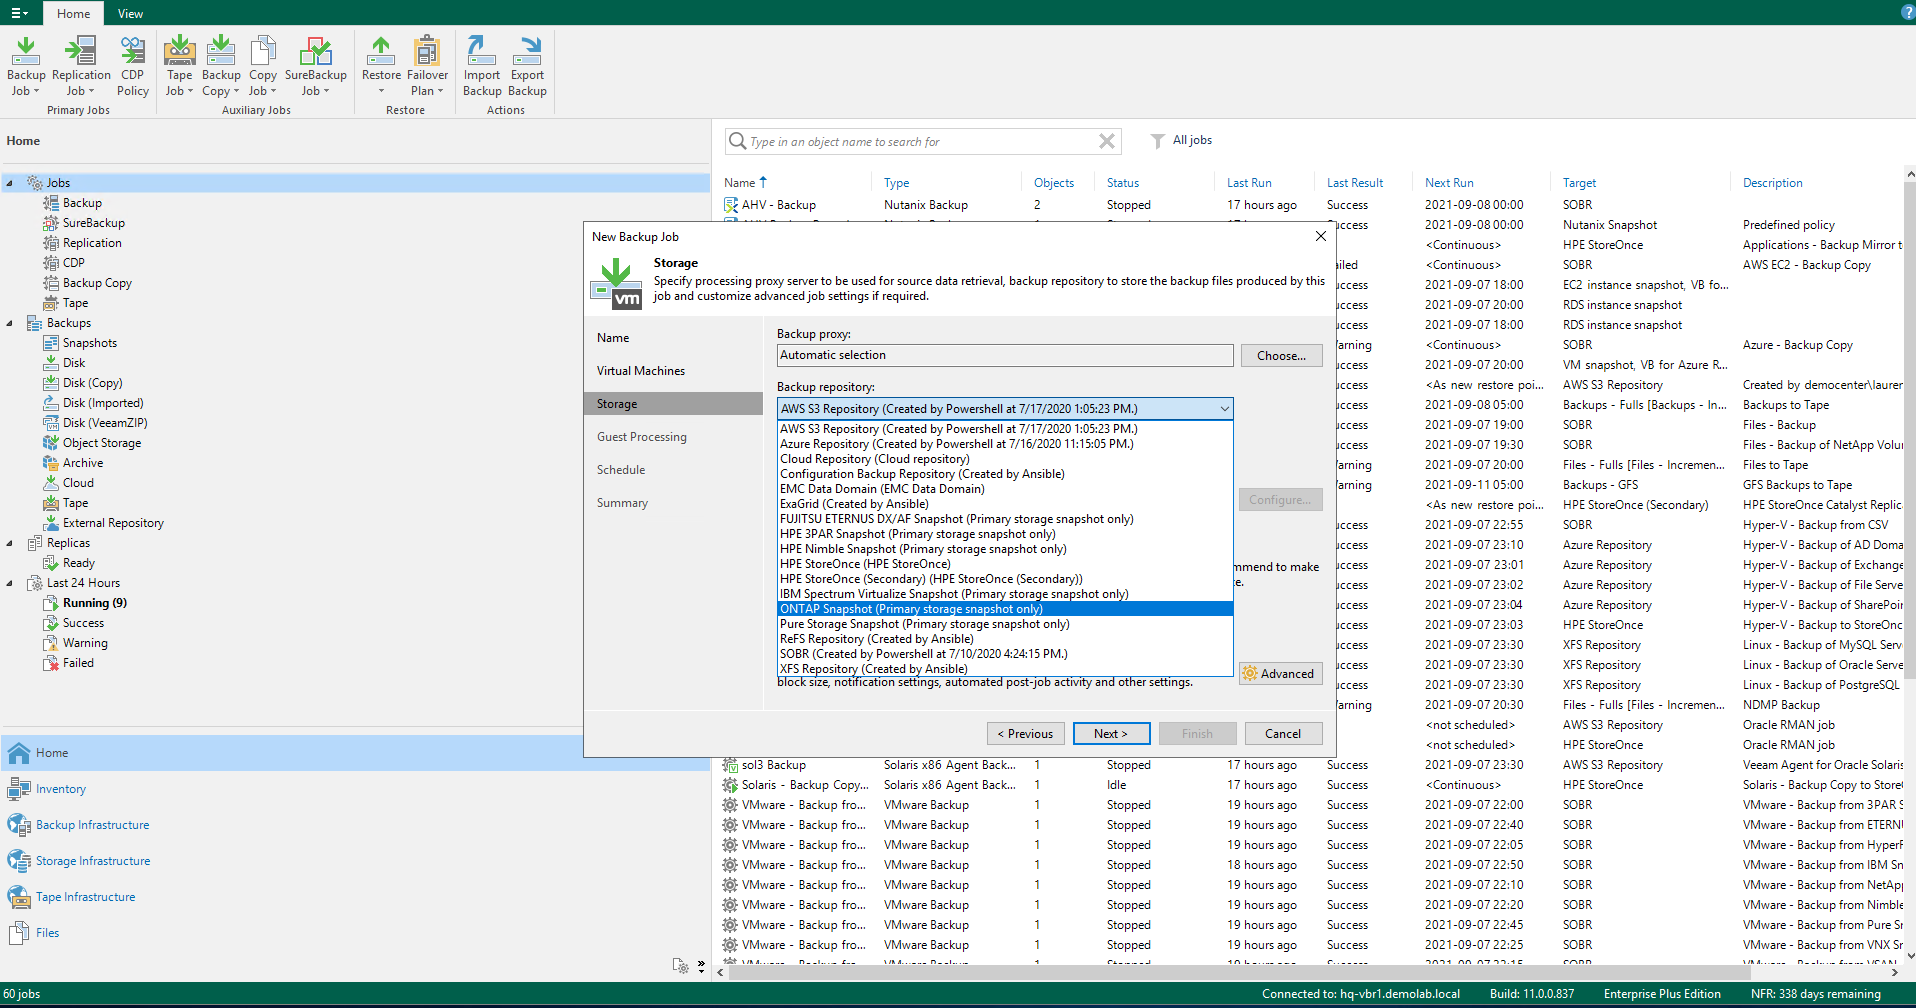 Home View
Backup Job Replication Job CDP Policy Tape Job Backup Copy Copy Job SureBackup Job Restore Failover Plan Import Backup Export Backup
Primary Jobs Auxiliary Jobs Restore Actions
Home
Jobs
Backup
SureBackup
Replication
CDP
Backup Copy
Tape
Backups
Snapshots
Disk
Disk (Copy)
Disk (Imported)
Disk (VeeamZIP)
Object Storage
Archive
Cloud
Tape
External Repository
Replicas
Ready
Last 24 Hours
Running (9)
Success
Warning
Failed
Home
Inventory
Backup Infrastructure
Storage Infrastructure
Tape Infrastructure
Files
Type in an object name to search for
All jobs
Name Type Objects Status Last Run Last Result Next Run Target Description
AHV - Backup Nutanix Backup 2 Stopped 17 hours ago Success 2021-09-08 00:00 SOBR
2021-09-08 00:00 Nutanix Snapshot Predefined policy
<Continuous> HPE StoreOnce Applications - Backup Mirror t
<Continuous> SOBR AWS EC2 - Backup Copy
2021-09-07 18:00 EC2 instance snapshot, VB fo...
2021-09-07 20:00 RDS instance snapshot
2021-09-07 18:00 RDS instance snapshot
<Continuous> SOBR Azure - Backup Copy
2021-09-07 20:00 VM snapshot, VB for Azure R...
<As new restore poi... AWS S3 Repository Created by democenter\lauren
2021-09-07 20:00 Backups - Fulls [Backups - In... Backups to Tape
2021-09-07 19:00 SOBR Files - Backup
2021-09-07 19:30 SOBR Files - Backup of NetApp Volu
2021-09-07 20:00 Files - Fulls [Files - Incremen... Files to Tape
2021-09-11 05:00 Backups - GFS GFS Backups to Tape
<As new restore poi... HPE StoreOnce (Secondary) HPE StoreOnce Catalyst Replic
2021-09-07 22:55 SOBR Hyper-V - Backup from CSV
2021-09-07 23:10 Azure Repository Hyper-V - Backup of AD Doma
2021-09-07 23:01 Azure Repository Hyper-V - Backup of Exchange
2021-09-07 23:02 Azure Repository Hyper-V - Backup of File Serve
2021-09-07 23:04 Azure Repository Hyper-V - Backup of SharePoin
2021-09-07 23:03 HPE StoreOnce Hyper-V - Backup to StoreOnc
2021-09-07 23:30 XFS Repository Linux - Backup of MySQL Serve
2021-09-07 23:30 XFS Repository Linux - Backup of Oracle Serve
2021-09-07 23:30 XFS Repository Linux - Backup of PostgreSQL
2021-09-07 20:30 Files - Fulls [Files - Incremen... NDMP Backup
<not scheduled> AWS S3 Repository Oracle RMAN job
<not scheduled> HPE StoreOnce Oracle RMAN job
sol3 Backup Solaris x86 Agent Back... 1 Stopped 17 hours ago Success 2021-09-07 23:30 AWS S3 Repository Veeam Agent for Oracle Solaris
Solaris - Backup Copy... Solaris x86 Agent Back... 1 Idle 17 hours ago Success <Continuous> HPE StoreOnce Solaris - Backup Copy to Store
VMware - Backup fro... VMware Backup 1 Stopped 19 hours ago Success 2021-09-07 22:00 SOBR VMware - Backup from 3PAR S
VMware - Backup fro... VMware Backup 1 Stopped 19 hours ago Success 2021-09-07 22:40 SOBR VMware - Backup from ETERNU
VMware - Backup fro... VMware Backup 1 Stopped 19 hours ago Success 2021-09-07 22:05 SOBR VMware - Backup from HyperF
VMware - Backup fro... VMware Backup 1 Stopped 18 hours ago Success 2021-09-07 22:50 SOBR VMware - Backup from IBM Sn
VMware - Backup fro... VMware Backup 1 Stopped 19 hours ago Success 2021-09-07 22:10 SOBR VMware - Backup from NetApp
VMware - Backup fro... VMware Backup 1 Stopped 19 hours ago Success 2021-09-07 22:20 SOBR VMware - Backup from Nimble
VMware - Backup fro... VMware Backup 1 Stopped 19 hours ago Success 2021-09-07 22:45 SOBR VMware - Backup from Pure Sn
VMware - Backup fro... VMware Backup 1 Stopped 19 hours ago Success 2021-09-07 22:25 SOBR VMware - Backup from VNX Sn
New Backup Job
vm
Storage
Specify processing proxy server to be used for source data retrieval, backup repository to store the backup files produced by this
job and customize advanced job settings if required.
Name
Virtual Machines
Storage
Guest Processing
Schedule
Summary
Backup proxy:
Automatic selection Choose...
Backup repository:
AWS S3 Repository (Created by Powershell at 7/17/2020 1:05:23 PM.)
AWS S3 Repository (Created by Powershell at 7/17/2020 1:05:23 PM.)
Azure Repository (Created by Powershell at 7/16/2020 11:15:05 PM.)
Cloud Repository (Cloud repository)
Configuration Backup Repository (Created by Ansible)
EMC Data Domain (EMC Data Domain)
ExaGrid (Created by Ansible)
FUJITSU ETERNUS DX/AF Snapshot (Primary storage snapshot only)
HPE 3PAR Snapshot (Primary storage snapshot only)
HPE Nimble Snapshot (Primary storage snapshot only)
HPE StoreOnce (HPE StoreOnce)
HPE StoreOnce (Secondary) (HPE StoreOnce (Secondary))
IBM Spectrum Virtualize Snapshot (Primary storage snapshot only)
ONTAP Snapshot (Primary storage snapshot only)
Pure Storage Snapshot (Primary storage snapshot only)
ReFS Repository (Created by Ansible)
SOBR (Created by Powershell at 7/10/2020 4:24:15 PM.)
XFS Repository (Created by Ansible)
Configure...
mmend to make
block size, notification settings, automated post-job activity and other settings.
Advanced
< Previous Next > Finish Cancel
60 jobs Connected to: hq-vbr1.demolab.local Build: 11.0.0.837 Enterprise Plus Edition NFR: 338 days remaining